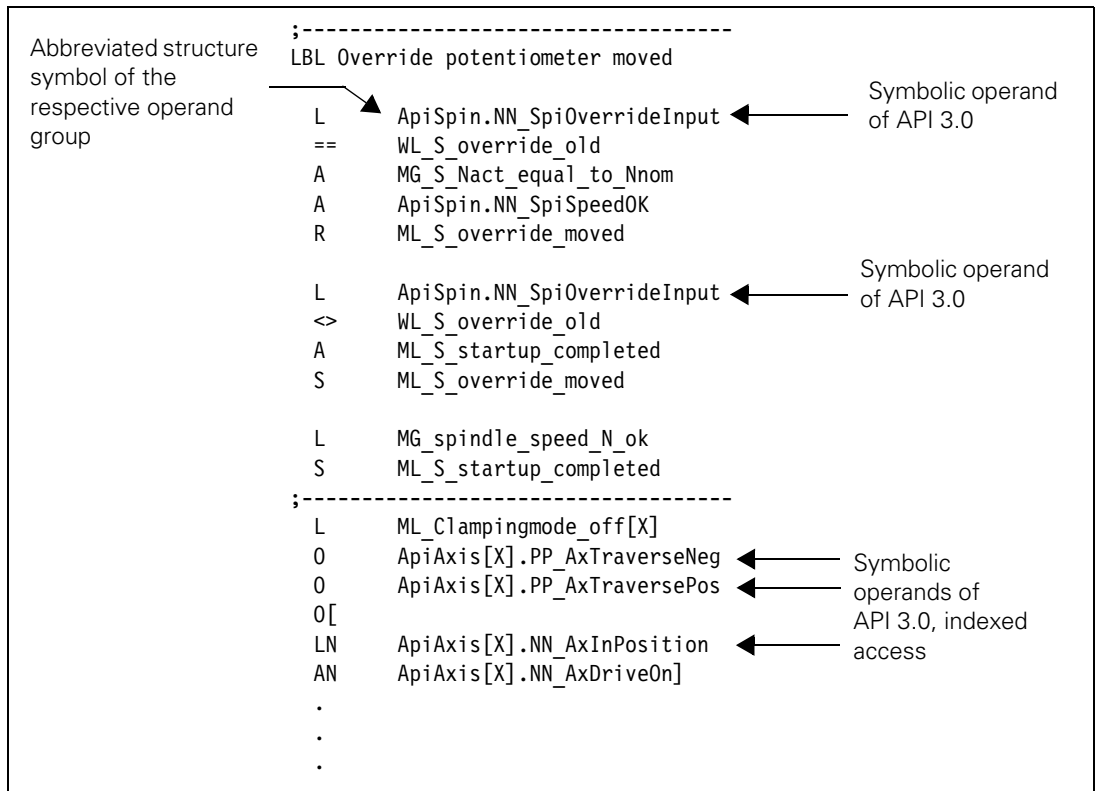 Abbreviated structure
symbol of the
respective operand
group
;------------------------------------
LBL Override potentiometer moved
L ApiSpin.NN_SpiOverrideInput
== WL_S_override_old
A MG_S_Nact_equal_to_Nnom
A ApiSpin.NN_SpiSpeedOK
R ML_S_override_moved
Symbolic operand
of API 3.0
L ApiSpin.NN_SpiOverrideInput
<> WL_S_override_old
A ML_S_startup_completed
S ML_S_override_moved
Symbolic operand
of API 3.0
L MG_spindle_speed_N_ok
S ML_S_startup_completed
;------------------------------------
L ML_Clampingmode_off[X]
O ApiAxis[X].PP_AxTraverseNeg
O ApiAxis[X].PP_AxTraversePos
O[
LN ApiAxis[X].NN_AxInPosition
AN ApiAxis[X].NN_AxDriveOn]
.
.
.
Symbolic
operands of
API 3.0, indexed
access